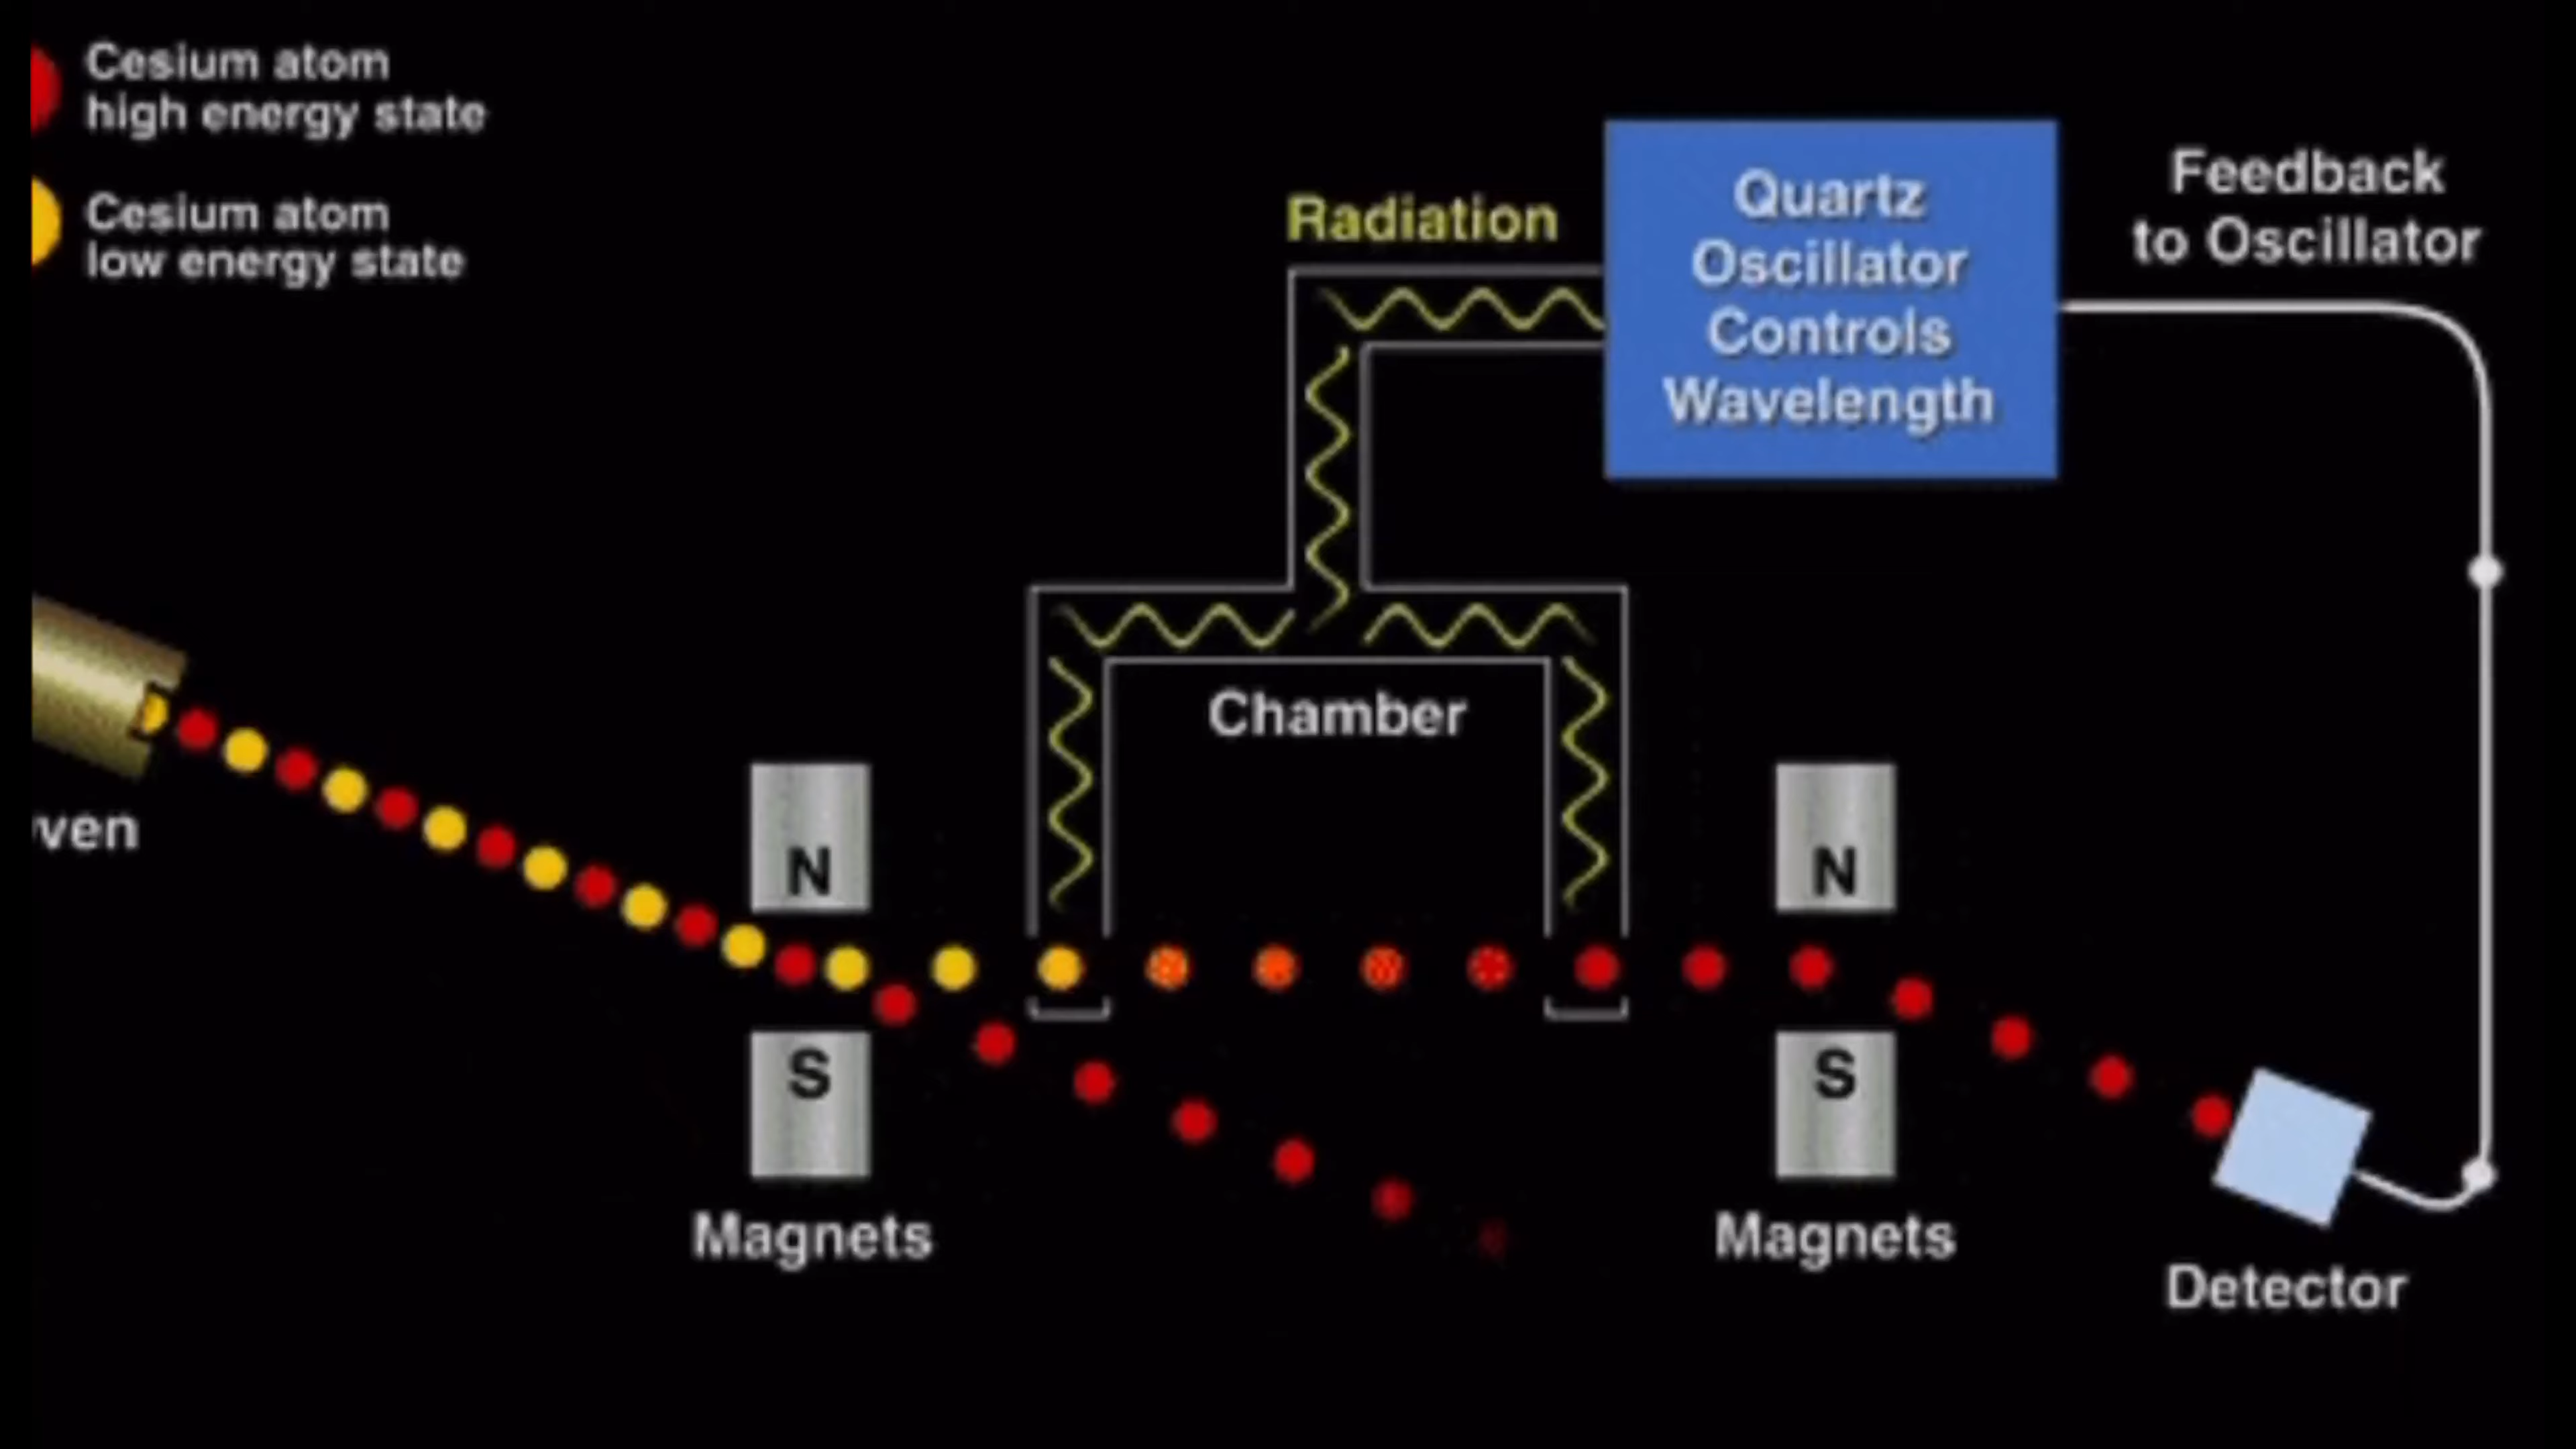 Cesium atom
high energy state
Cesium atom
low energy state
Radiation
Quartz
Oscillator
Controls
Wavelength
Feedback
to Oscillator
Chamber
ven
N
S
Magnets
N
S
Magnets
Detector